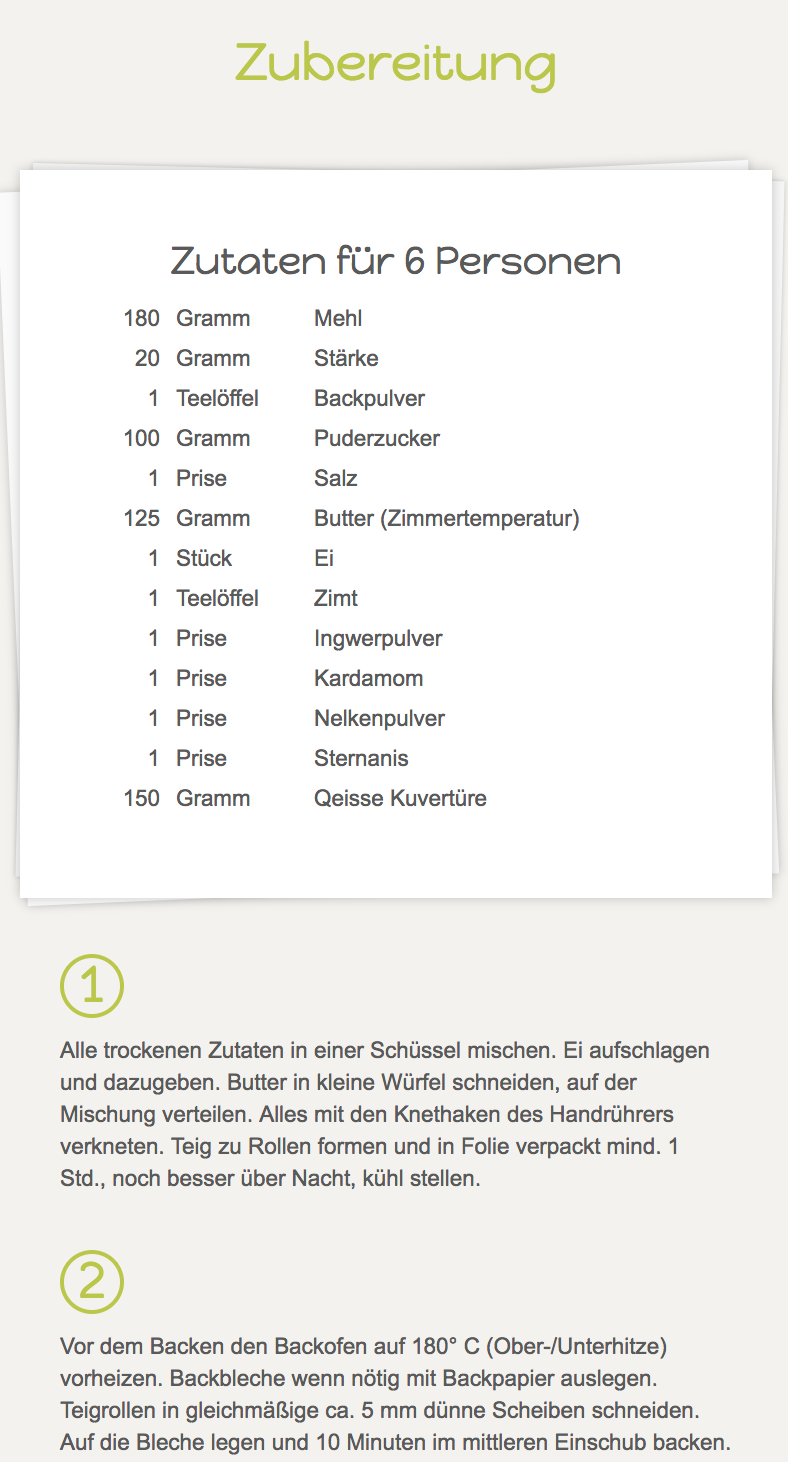 Zubereitung
Zutaten für 6 Personen
180 Gramm Mehl
20 Gramm Stärke
1 Teelöffel Backpulver
100 Gramm Puderzucker
1 Prise Salz
125 Gramm Butter (Zimmertemperatur)
1 Stück Ei
1 Teelöffel Zimt
1 Prise Ingwerpulver
1 Prise Kardamom
1 Prise Nelkenpulver
1 Prise Sternanis
150 Gramm Qeisse Kuvertüre
1
Alle trockenen Zutaten in einer Schüssel mischen. Ei aufschlagen
und dazugeben. Butter in kleine Würfel schneiden, auf der
Mischung verteilen. Alles mit den Knethaken des Handrührers
verkneten. Teig zu Rollen formen und in Folie verpackt mind. 1
Std., noch besser über Nacht, kühl stellen.
2
Vor dem Backen den Backofen auf 180° C (Ober-/Unterhitze)
vorheizen. Backbleche wenn nötig mit Backpapier auslegen.
Teigrollen in gleichmäßige ca. 5 mm dünne Scheiben schneiden.
Auf die Bleche legen und 10 Minuten im mittleren Einschub backen.